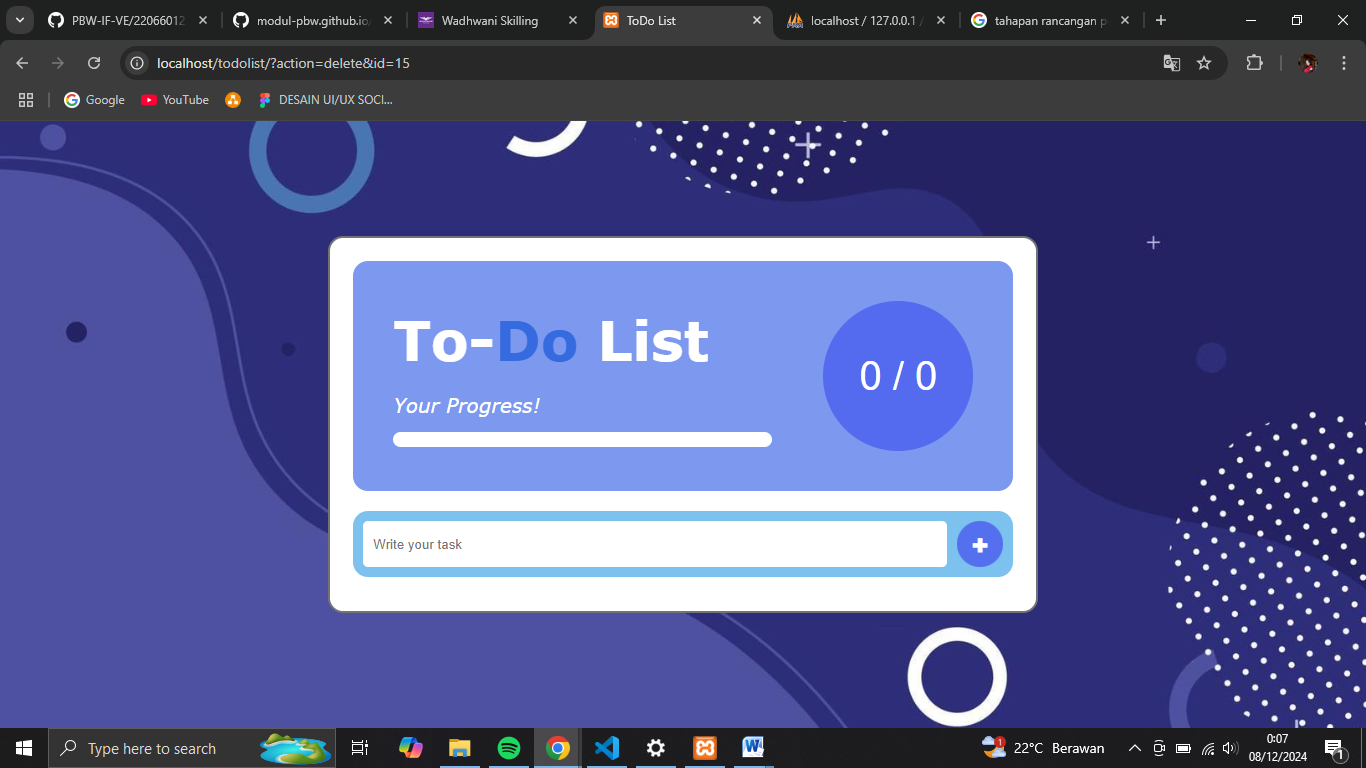 PBW-IF-VE/22066012
modul-pbw.github.io/
Wadhwani Skilling
ToDo List
localhost / 127.0.0.1 /
tahapan rancangan p
localhost/todolist/?action=delete&id=15
Google
YouTube
DESAIN UI/UX SOCI...
To-Do List
0 / 0
Your Progress!
Write your task
Type here to search
1
22°C Berawan
0:07
08/12/2024
1